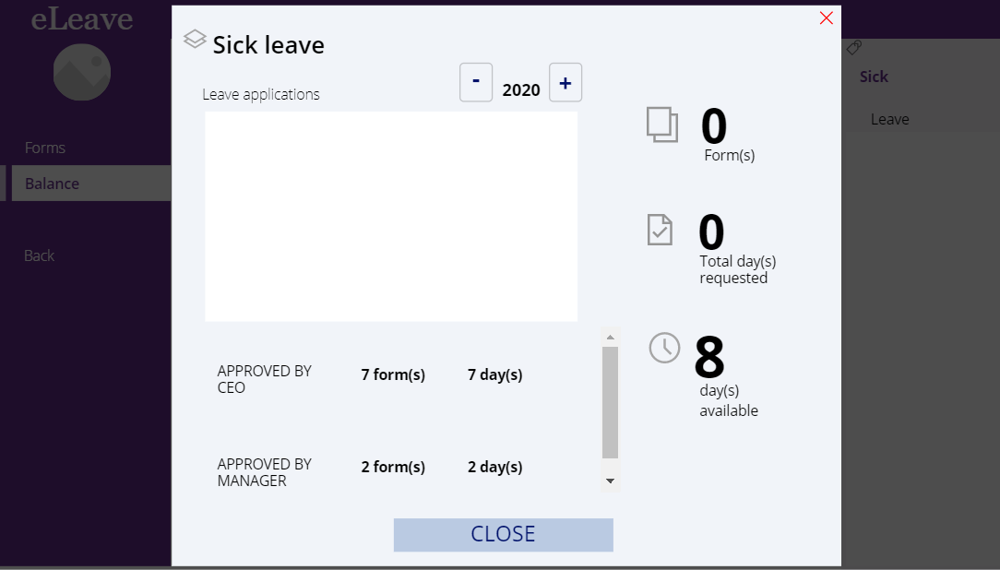 eLeave
Sick leave
Leave applications
- 2020 +
Forms
Balance
Back
0
Form(s)
0
Total day(s)
requested
8
day(s)
available
APPROVED BY
CEO
7 form(s) 7 day(s)
APPROVED BY
MANAGER
2 form(s) 2 day(s)
CLOSE
Sick
Leave